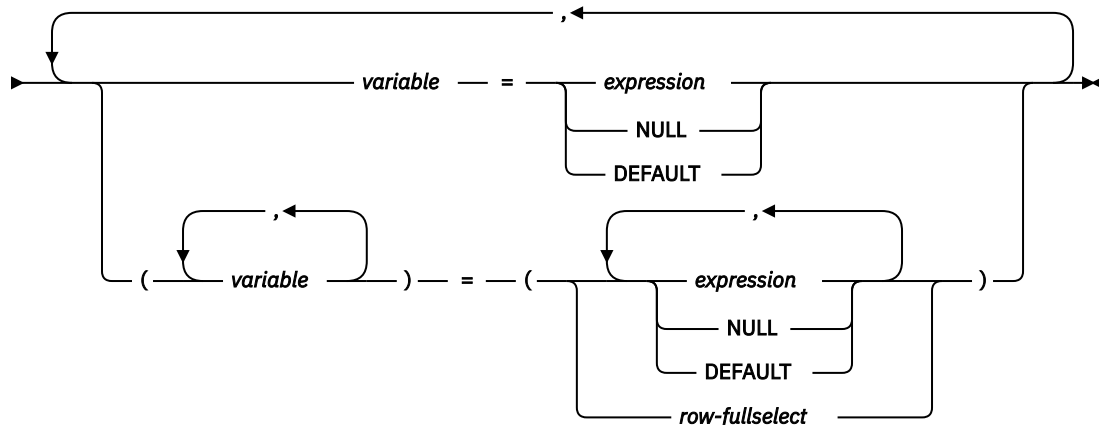 ,
variable = expression
NULL
DEFAULT
, ,
( variable ) = ( expression )
NULL
DEFAULT
row-fullselect